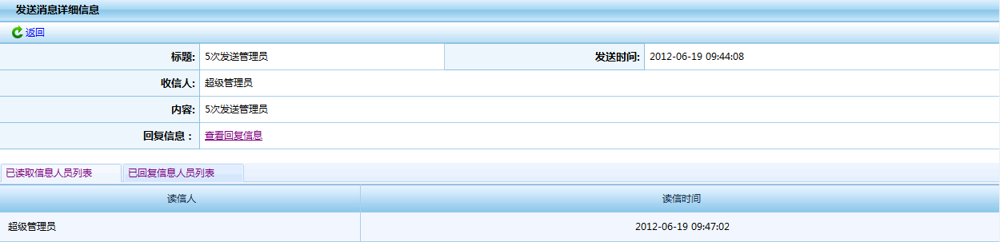 发送消息详细信息
返回
标题: 5次发送管理员 发送时间: 2012-06-19 09:44:08
收信人: 超级管理员
内容: 5次发送管理员
回复信息： 查看回复信息
已读取信息人员列表 已回复信息人员列表
读信人 读信时间
超级管理员 2012-06-19 09:47:02